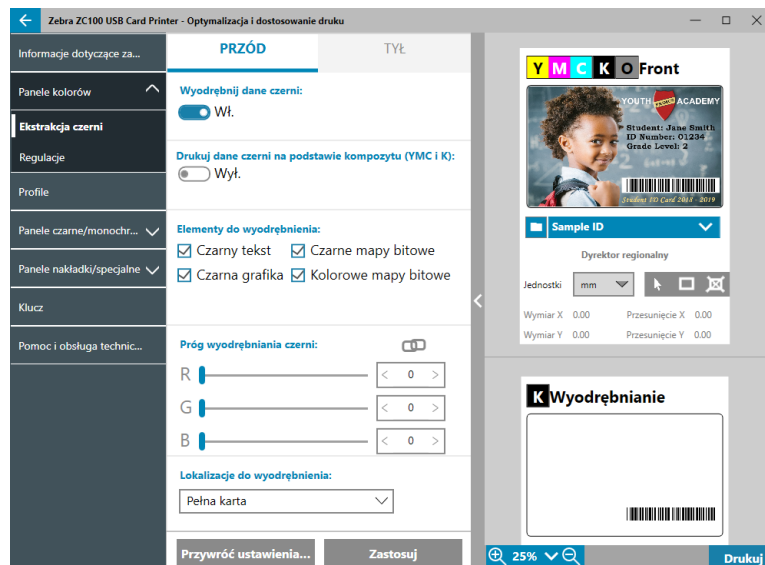 Zebra ZC100 USB Card Printer - Optymalizacja i dostosowanie druku
Informacje dotyczące za...
Panele kolorów
Ekstrakcja czerni
Regulacje
Profile
Panele czarne/monochr...
Panele nakładki/specjalne
Klucz
Pomoc i obsługa technic...
PRZÓD
TYŁ
Wyodrębnij dane czerni:
Wł.
Drukuj dane czerni na podstawie kompozytu (YMC i K):
Wył.
Elementy do wyodrębnienia:
Czarny tekst
Czarne mapy bitowe
Czarna grafika
Kolorowe mapy bitowe
Próg wyodrębniania czerni:
R
0
G
0
B
0
Lokalizacje do wyodrębnienia:
Pełna karta
Przywróć ustawienia...
Zastosuj
Y M C K O Front
YOUTH ACADEMY
Student: Jane Smith
ID Number: 01234
Grade Level: 2
Student ID Card 2018 - 2019
Sample ID
Dyrektor regionalny
Jednostki
mm
Wymiar X 0.00 Przesunięcie X 0.00
Wymiar Y 0.00 Przesunięcie Y 0.00
K Wyodrębnianie
25%
Drukuj